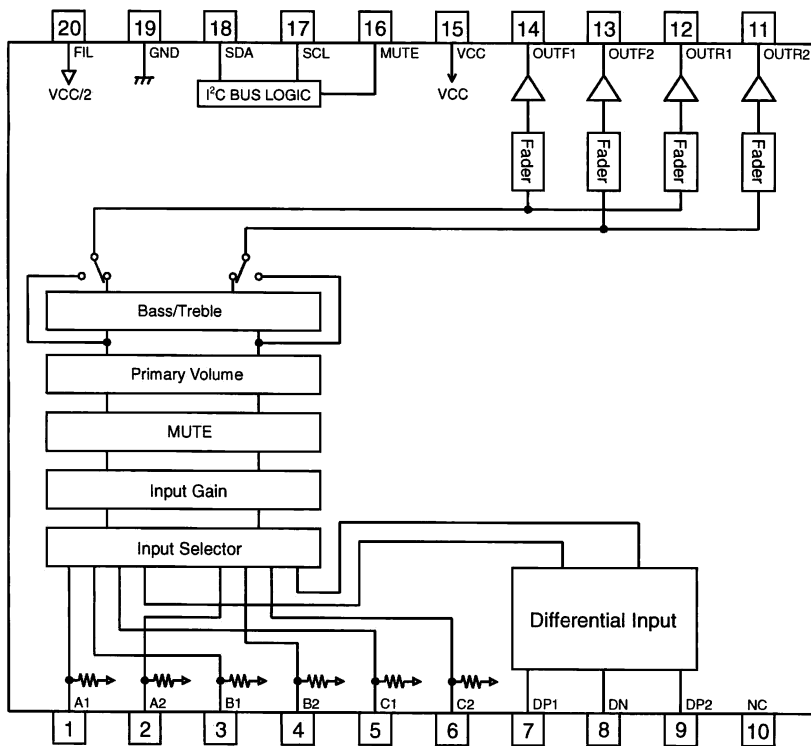 20 19 18 17 16 15 14 13 12 11
FIL GND SDA SCL MUTE VCC OUTF1 OUTF2 OUTR1 OUTR2
VCC/2 I²C BUS LOGIC VCC
Fader Fader Fader Fader
Bass/Treble
Primary Volume
MUTE
Input Gain
Input Selector
Differential Input
A1 A2 B1 B2 C1 C2 DP1 DN DP2 NC
1 2 3 4 5 6 7 8 9 10